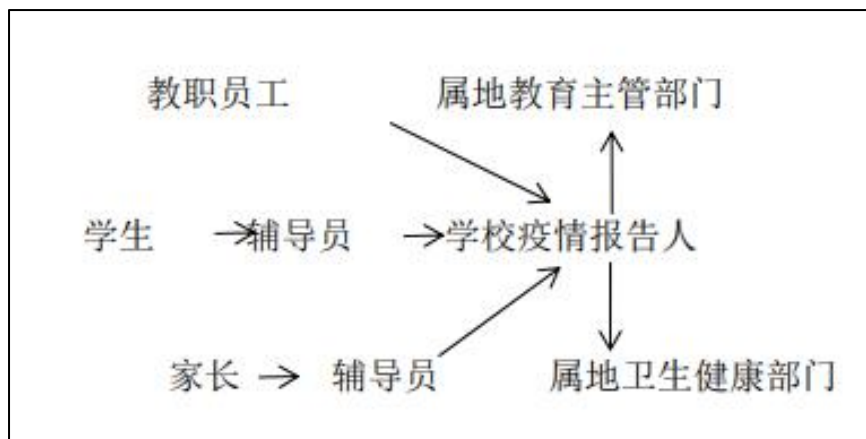 教职员工 属地教育主管部门
学生 辅导员 学校疫情报告人
家长 辅导员 属地卫生健康部门